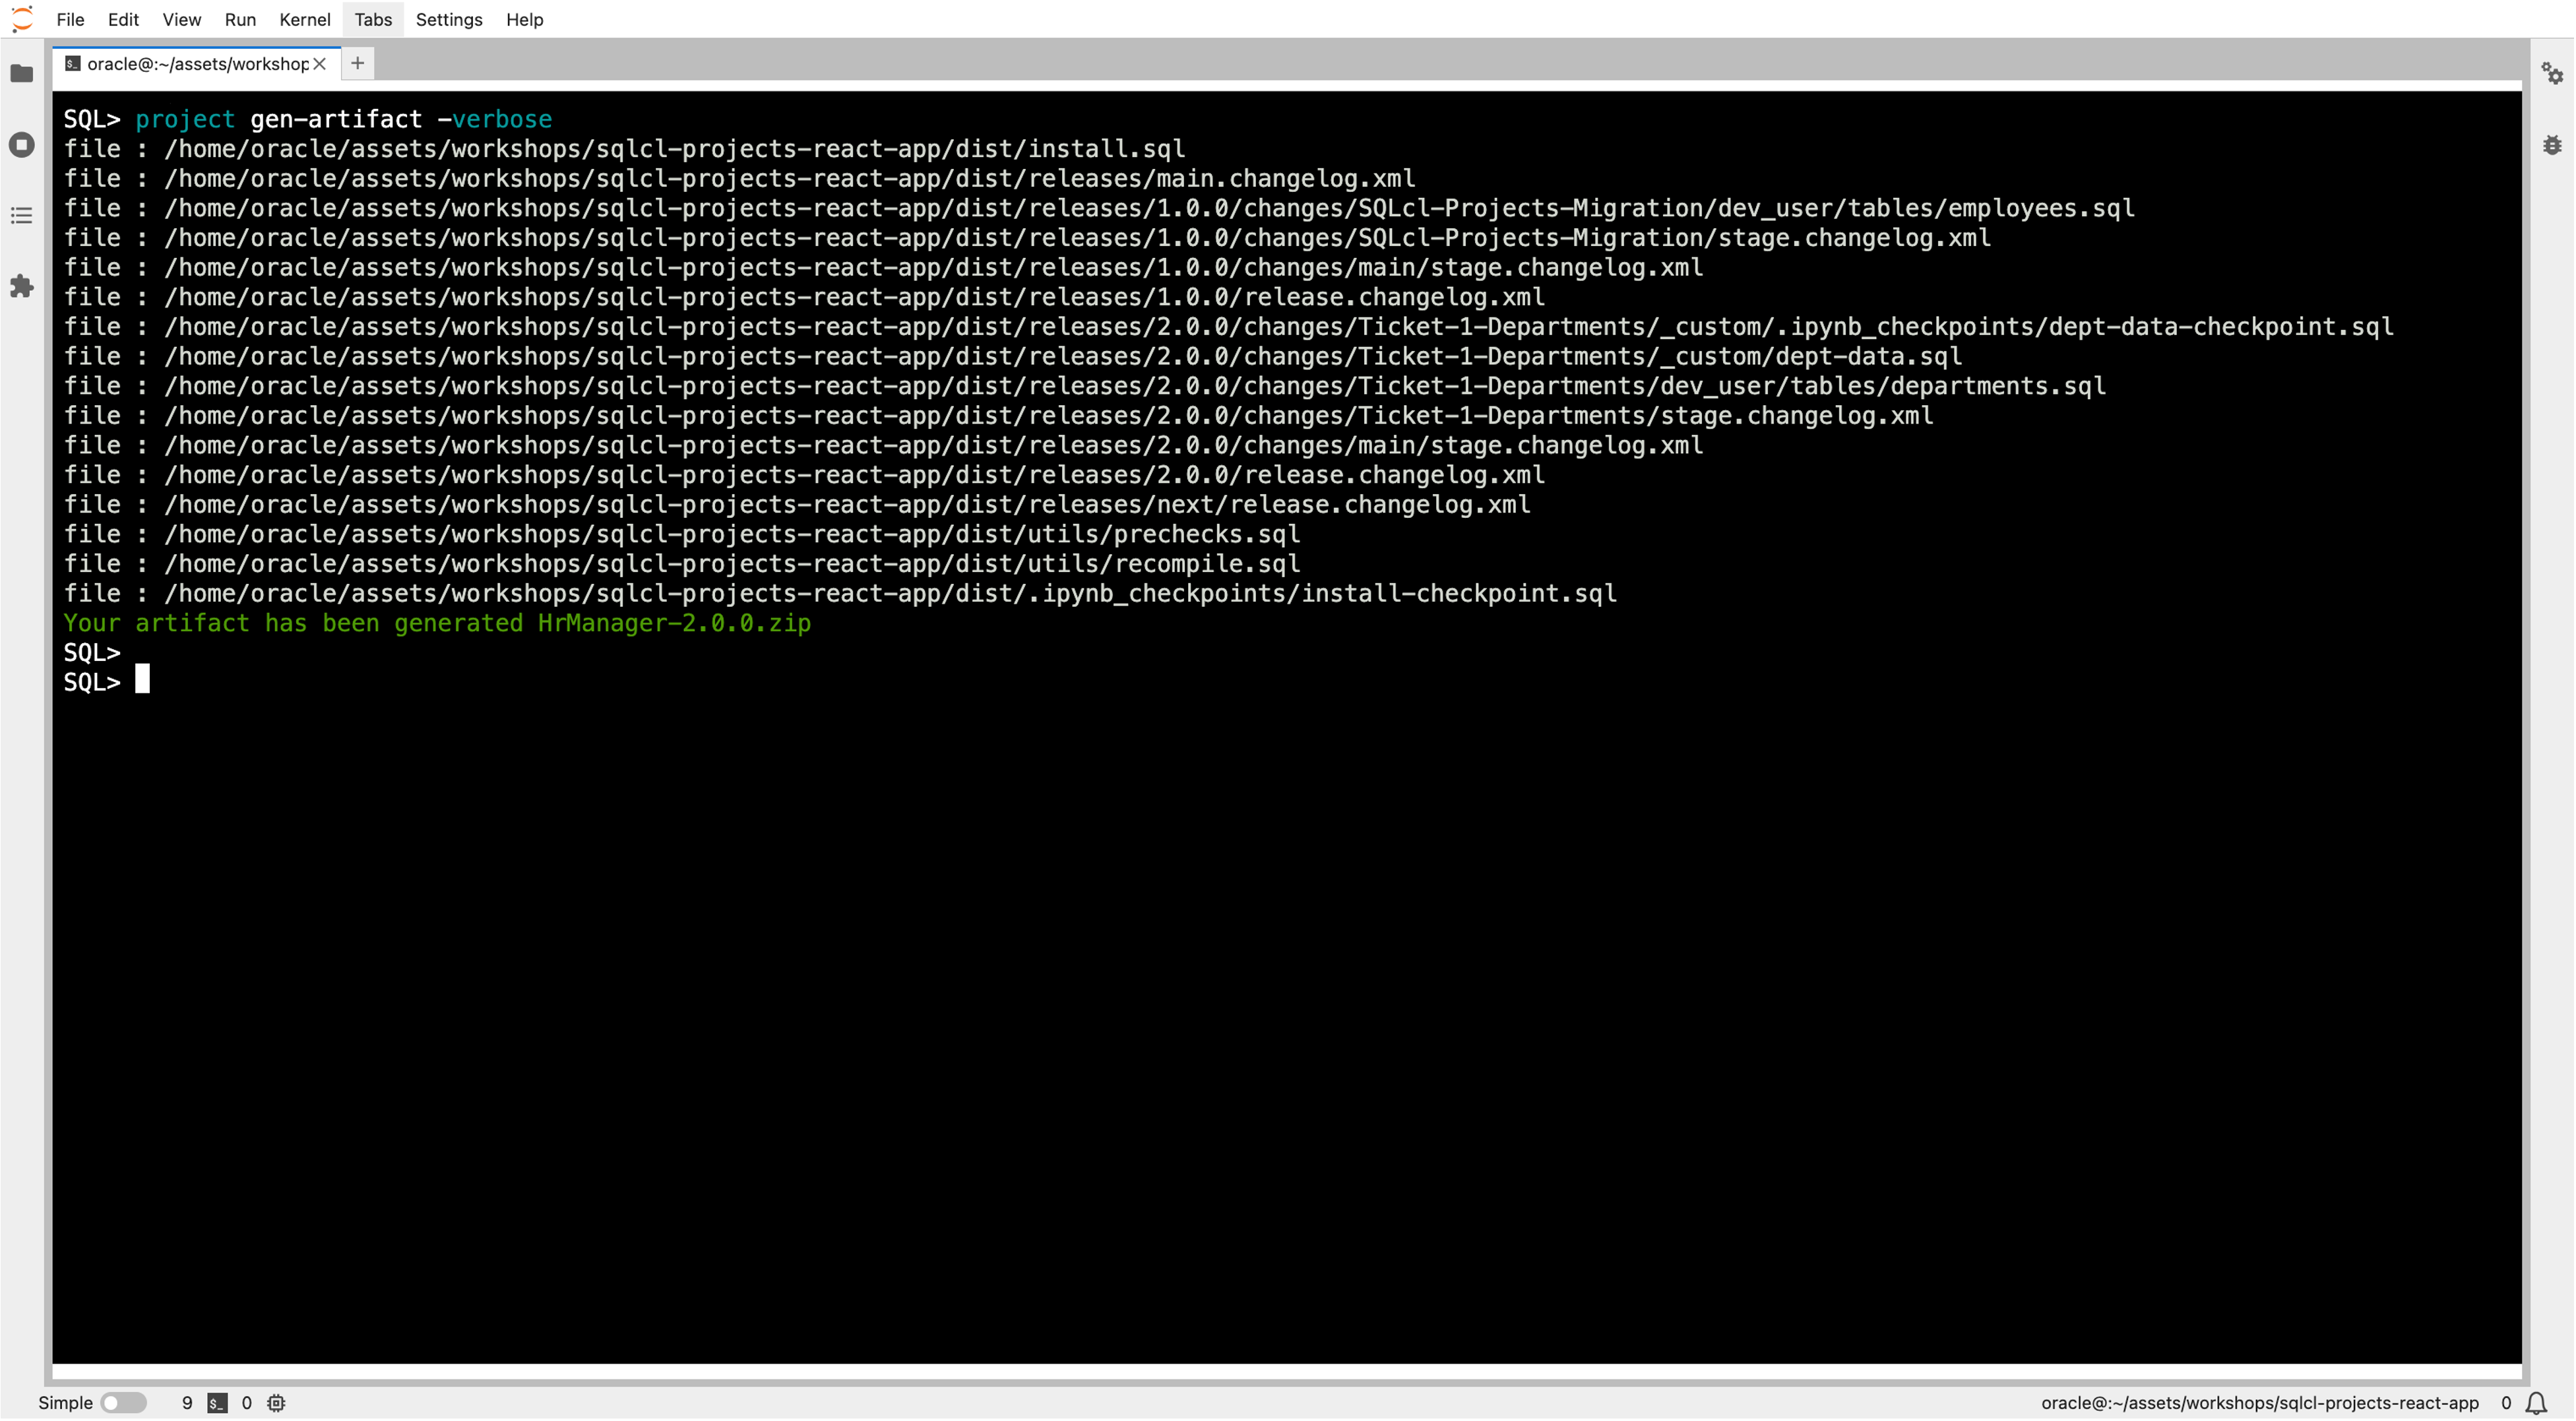 File Edit View Run Kernel Tabs Settings Help
oracle@:~/assets/workshop
SQL> project gen-artifact -verbose
file : /home/oracle/assets/workshops/sqlcl-projects-react-app/dist/install.sql
file : /home/oracle/assets/workshops/sqlcl-projects-react-app/dist/releases/main.changelog.xml
file : /home/oracle/assets/workshops/sqlcl-projects-react-app/dist/releases/1.0.0/changes/SQLcl-Projects-Migration/dev_user/tables/employees.sql
file : /home/oracle/assets/workshops/sqlcl-projects-react-app/dist/releases/1.0.0/changes/SQLcl-Projects-Migration/stage.changelog.xml
file : /home/oracle/assets/workshops/sqlcl-projects-react-app/dist/releases/1.0.0/changes/main/stage.changelog.xml
file : /home/oracle/assets/workshops/sqlcl-projects-react-app/dist/releases/1.0.0/release.changelog.xml
file : /home/oracle/assets/workshops/sqlcl-projects-react-app/dist/releases/2.0.0/changes/Ticket-1-Departments/_custom/.ipynb_checkpoints/dept-data-checkpoint.sql
file : /home/oracle/assets/workshops/sqlcl-projects-react-app/dist/releases/2.0.0/changes/Ticket-1-Departments/_custom/dept-data.sql
file : /home/oracle/assets/workshops/sqlcl-projects-react-app/dist/releases/2.0.0/changes/Ticket-1-Departments/dev_user/tables/departments.sql
file : /home/oracle/assets/workshops/sqlcl-projects-react-app/dist/releases/2.0.0/changes/Ticket-1-Departments/stage.changelog.xml
file : /home/oracle/assets/workshops/sqlcl-projects-react-app/dist/releases/2.0.0/changes/main/stage.changelog.xml
file : /home/oracle/assets/workshops/sqlcl-projects-react-app/dist/releases/2.0.0/release.changelog.xml
file : /home/oracle/assets/workshops/sqlcl-projects-react-app/dist/releases/next/release.changelog.xml
file : /home/oracle/assets/workshops/sqlcl-projects-react-app/dist/utils/prechecks.sql
file : /home/oracle/assets/workshops/sqlcl-projects-react-app/dist/utils/recompile.sql
file : /home/oracle/assets/workshops/sqlcl-projects-react-app/dist/.ipynb_checkpoints/install-checkpoint.sql
Your artifact has been generated HrManager-2.0.0.zip
SQL>
SQL>
Simple 9 $_ 0 oracle@:~/assets/workshops/sqlcl-projects-react-app 0